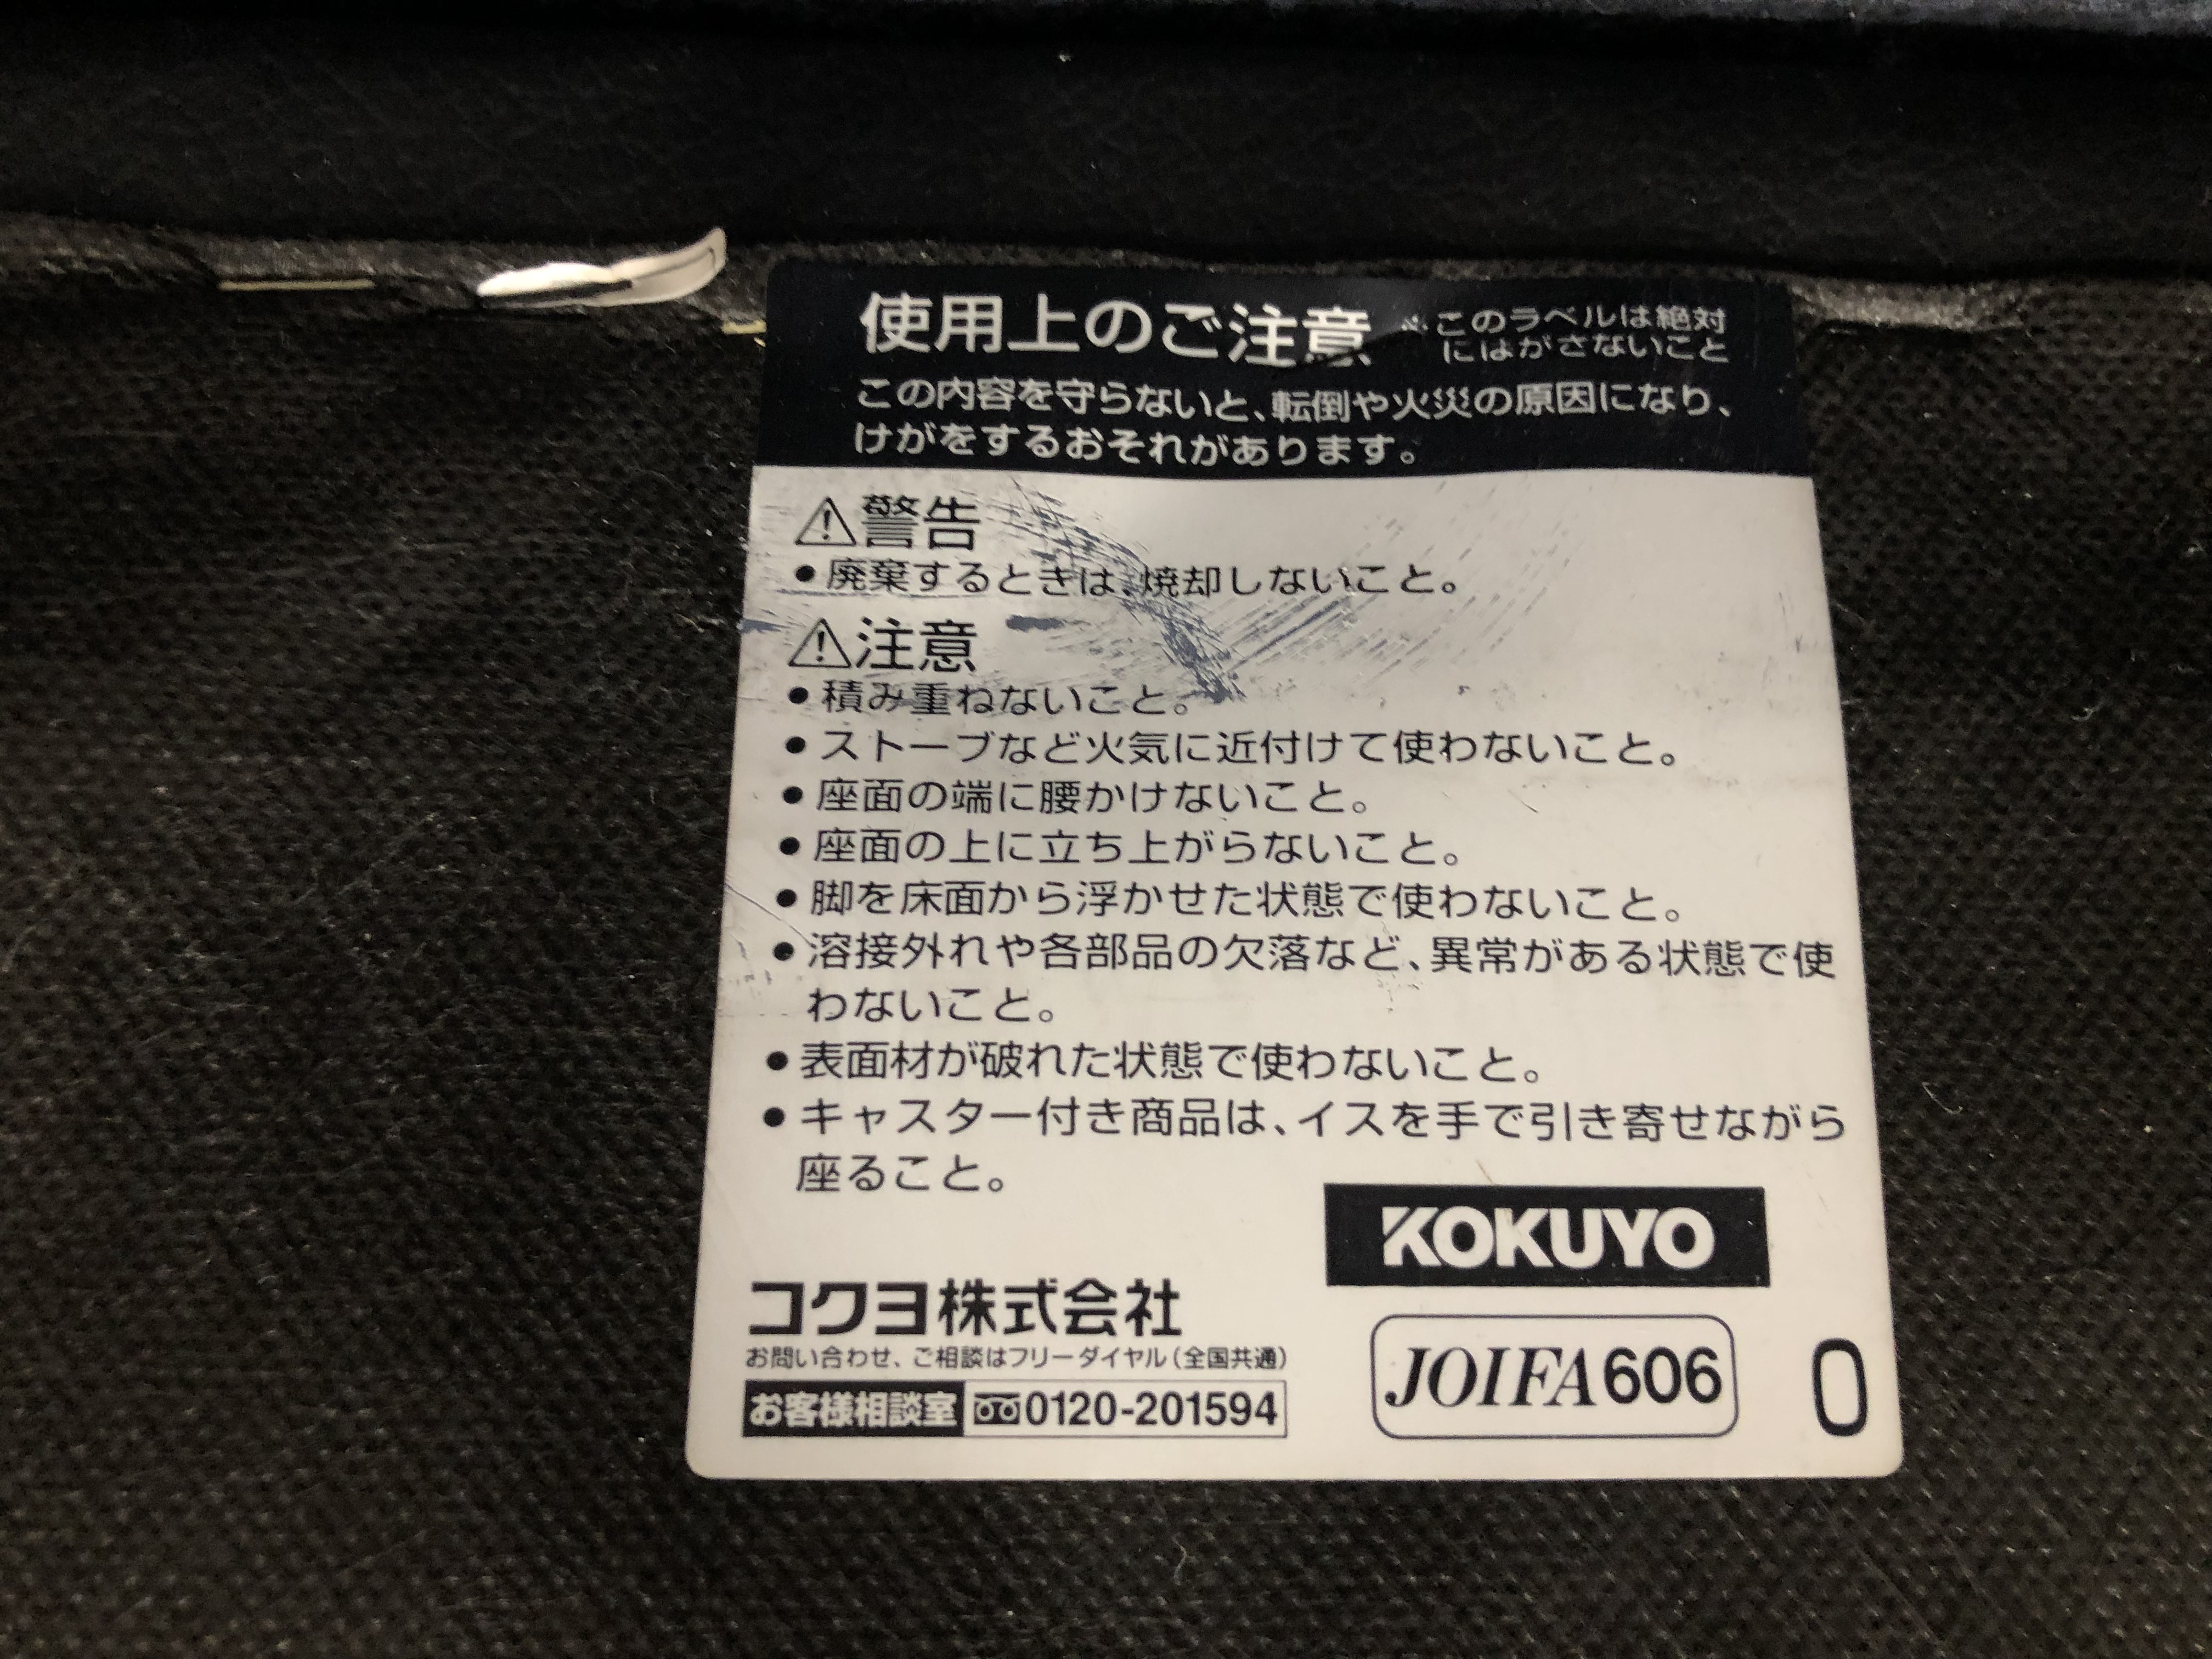 使用上のご注意 ※このラベルは絶対
にはがさないこと
この内容を守らないと、転倒や火災の原因になり、
けがをするおそれがあります。
⚠警告
●廃棄するときは、焼却しないこと。
⚠注意
●積み重ねないこと。
●ストーブなど火気に近付けて使わないこと。
●座面の端に腰かけないこと。
●座面の上に立ち上がらないこと。
●脚を床面から浮かせた状態で使わないこと。
●溶接外れや各部品の欠落など、異常がある状態で使
わないこと。
●表面材が破れた状態で使わないこと。
●キャスター付き商品は、イスを手で引き寄せながら
座ること。
KOKUYO
コクヨ株式会社
お問い合わせ、ご相談はフリーダイヤル(全国共通)
お客様相談室 0120-201594
JOIFA606
0